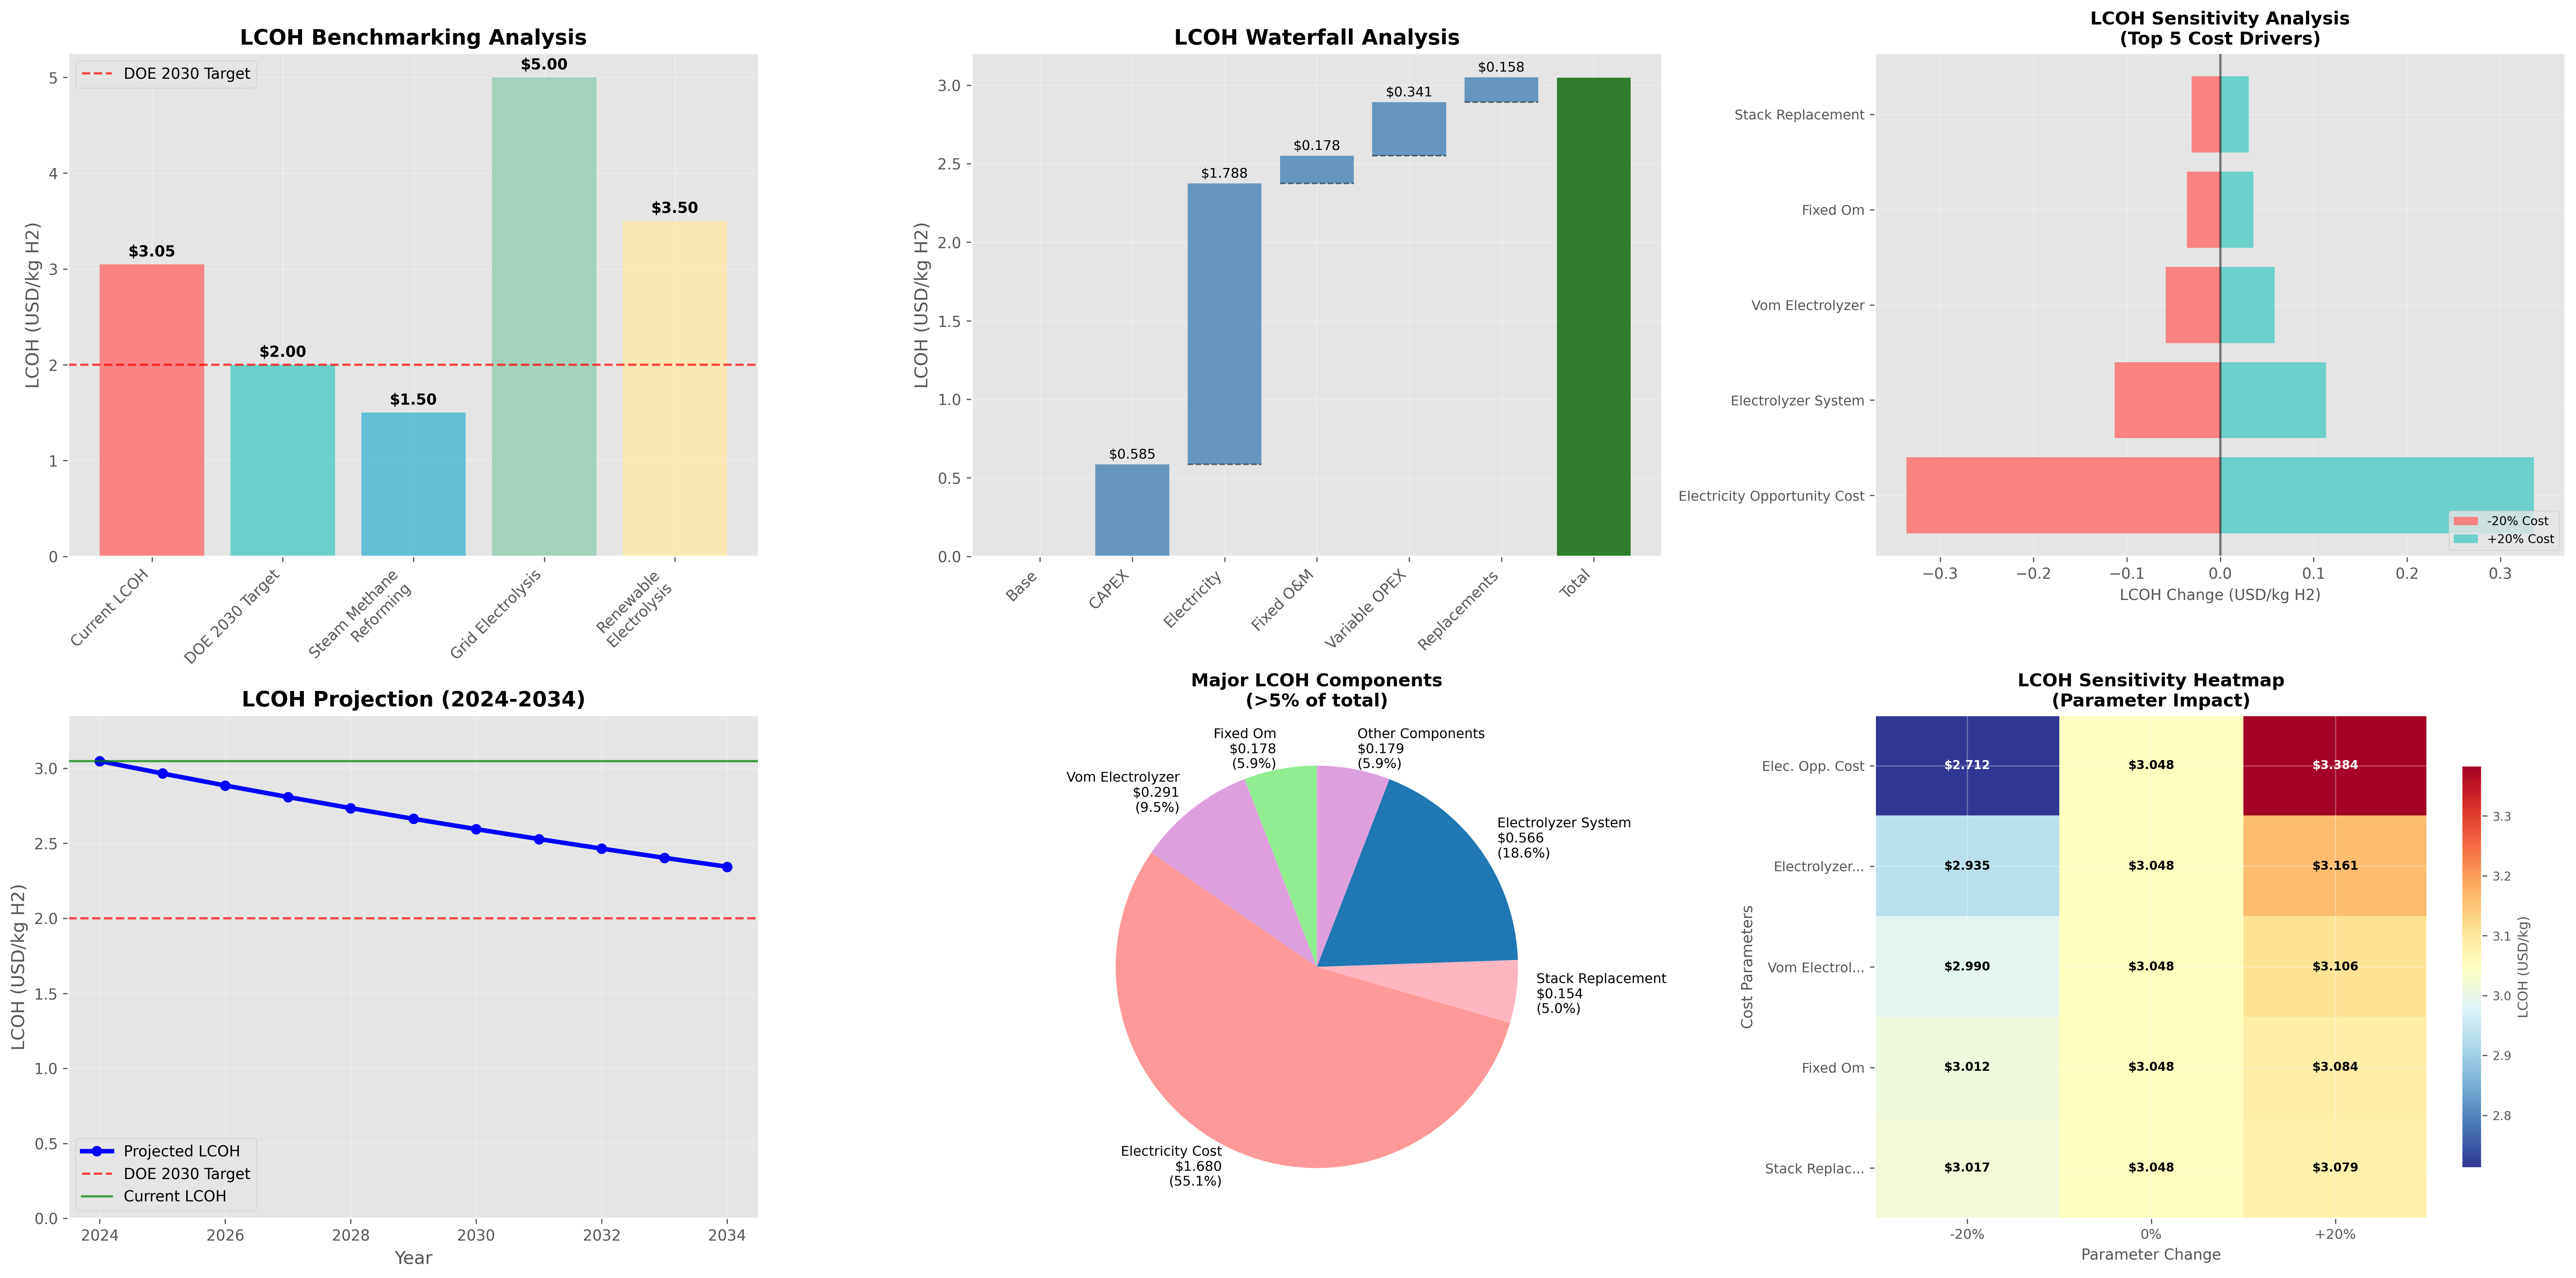 LCOH Benchmarking Analysis
DOE 2030 Target
LCOH (USD/kg H2)
5
4
3
2
1
0
$3.05
$2.00
$1.50
$5.00
$3.50
Current LCOH
DOE 2030 Target
Steam Methane
Reforming
Grid Electrolysis
Renewable
Electrolysis
LCOH Waterfall Analysis
LCOH (USD/kg H2)
3.0
2.5
2.0
1.5
1.0
0.5
0.0
$0.585
$1.788
$0.178
$0.341
$0.158
Base
CAPEX
Electricity
Fixed O&M
Variable OPEX
Replacements
Total
LCOH Sensitivity Analysis
(Top 5 Cost Drivers)
Stack Replacement
Fixed Om
Vom Electrolyzer
Electrolyzer System
Electricity Opportunity Cost
-20% Cost
+20% Cost
−0.3
−0.2
−0.1
0.0
0.1
0.2
0.3
LCOH Change (USD/kg H2)
LCOH Projection (2024-2034)
LCOH (USD/kg H2)
3.0
2.5
2.0
1.5
1.0
0.5
0.0
Projected LCOH
DOE 2030 Target
Current LCOH
2024
2026
2028
2030
2032
2034
Year
Major LCOH Components
(>5% of total)
Fixed Om
$0.178
(5.9%)
Other Components
$0.179
(5.9%)
Vom Electrolyzer
$0.291
(9.5%)
Electrolyzer System
$0.566
(18.6%)
Stack Replacement
$0.154
(5.0%)
Electricity Cost
$1.680
(55.1%)
LCOH Sensitivity Heatmap
(Parameter Impact)
Cost Parameters
Elec. Opp. Cost
$2.712
$3.048
$3.384
Electrolyzer...
$2.935
$3.048
$3.161
Vom Electrol...
$2.990
$3.048
$3.106
Fixed Om
$3.012
$3.048
$3.084
Stack Replac...
$3.017
$3.048
$3.079
-20%
0%
+20%
Parameter Change
3.3
3.2
3.1
3.0
2.9
2.8
LCOH (USD/kg)